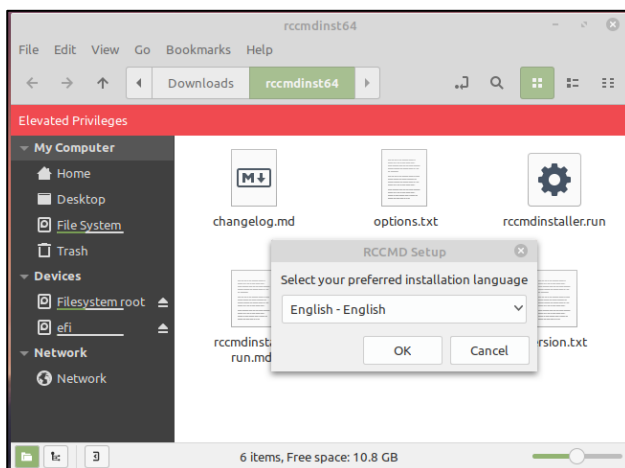 rccmdinst64
File Edit View Go Bookmarks Help
Downloads rccmdinst64
Elevated Privileges
My Computer
Home
Desktop
File System
Trash
Devices
Filesystem root
efi
Network
Network
changelog.md options.txt rccmdinstaller.run
RCCMD Setup
Select your preferred installation language
English - English
OK Cancel
rccmdinsta
run.md
ersion.txt
6 items, Free space: 10.8 GB